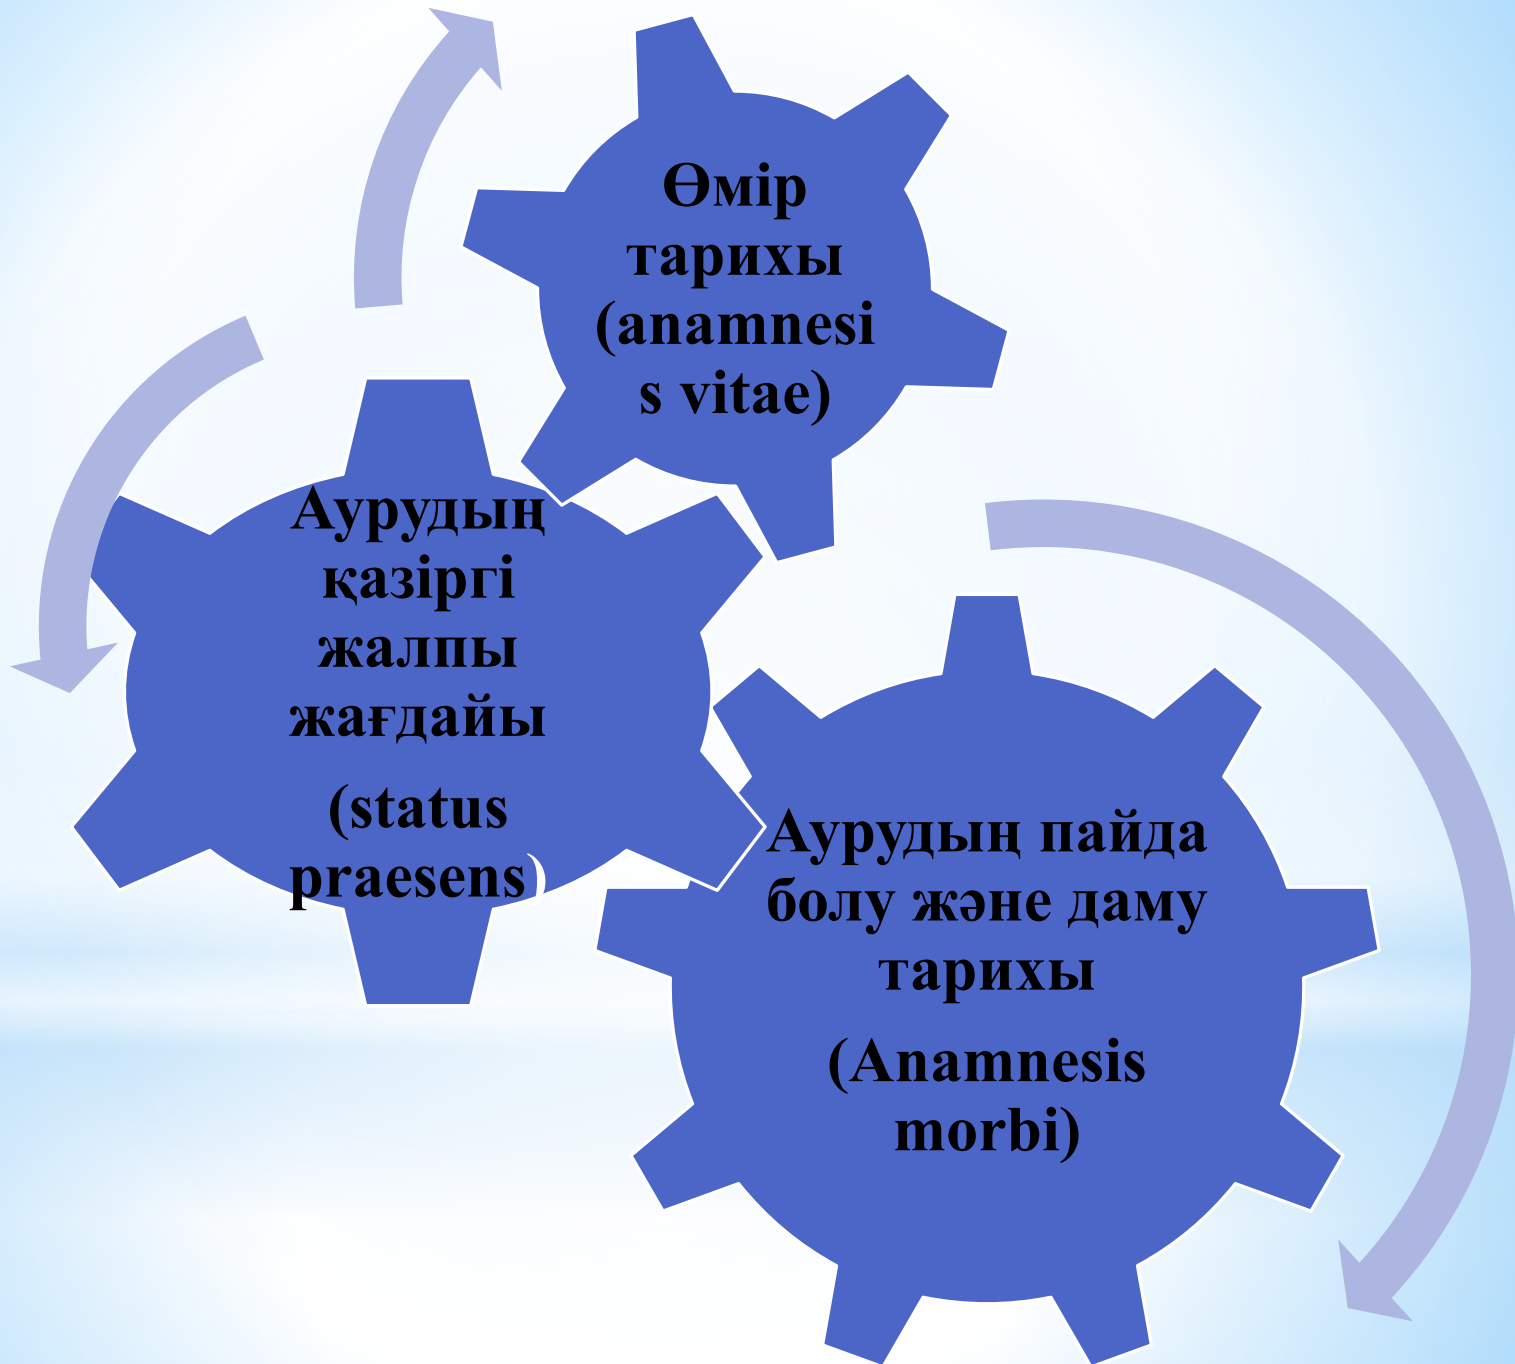 Өмір
тарихы
(anamnesi
s vitae)
Аурудың
қазіргі
жалпы
жағдайы
(status
praesens)
Аурудың пайда
болу және даму
тарихы
(Anamnesis
morbi)